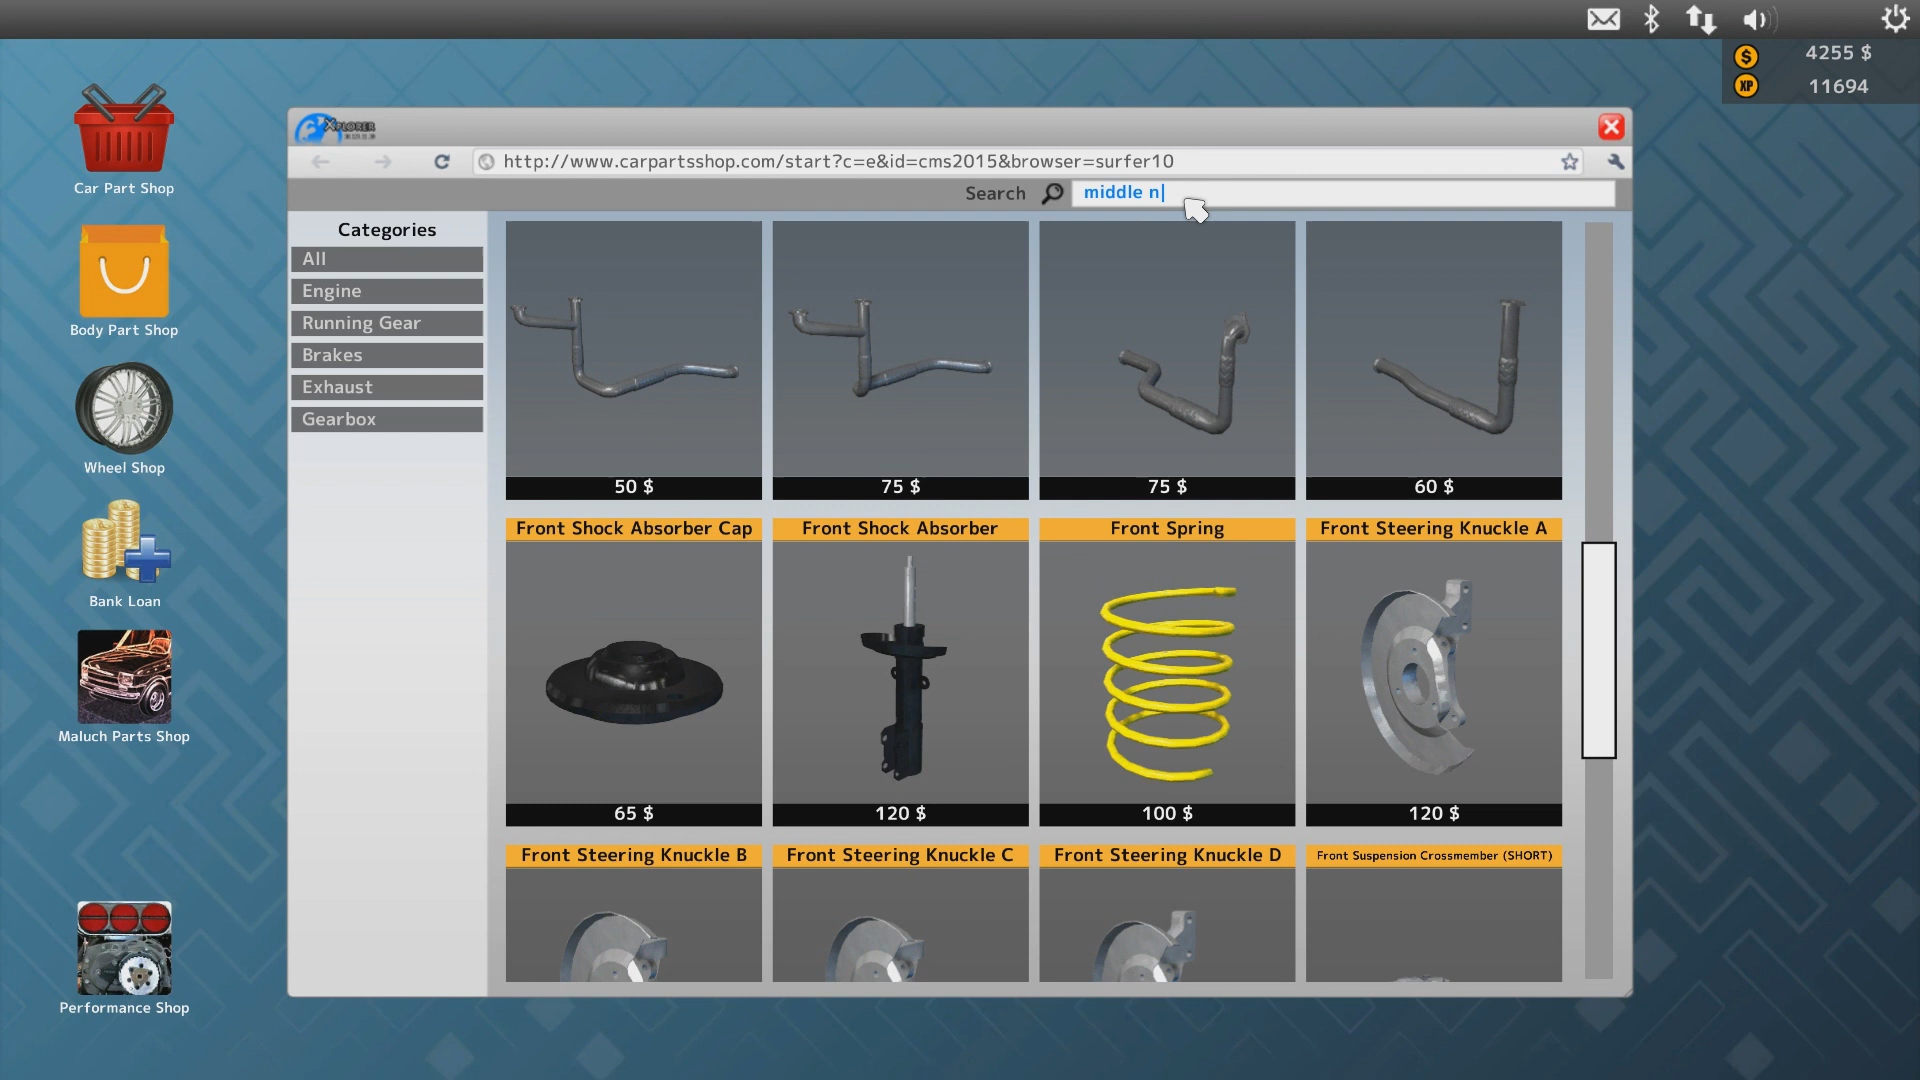 4255 $
XP
11694
XPLORER
http://www.carpartsshop.com/start?c=e&id=cms2015&browser=surfer10
Search
middle n
Car Part Shop
Body Part Shop
Wheel Shop
Bank Loan
Maluch Parts Shop
Performance Shop
Categories
All
Engine
Running Gear
Brakes
Exhaust
Gearbox
50 $
75 $
75 $
60 $
Front Shock Absorber Cap
Front Shock Absorber
Front Spring
Front Steering Knuckle A
65 $
120 $
100 $
120 $
Front Steering Knuckle B
Front Steering Knuckle C
Front Steering Knuckle D
Front Suspension Crossmember (SHORT)